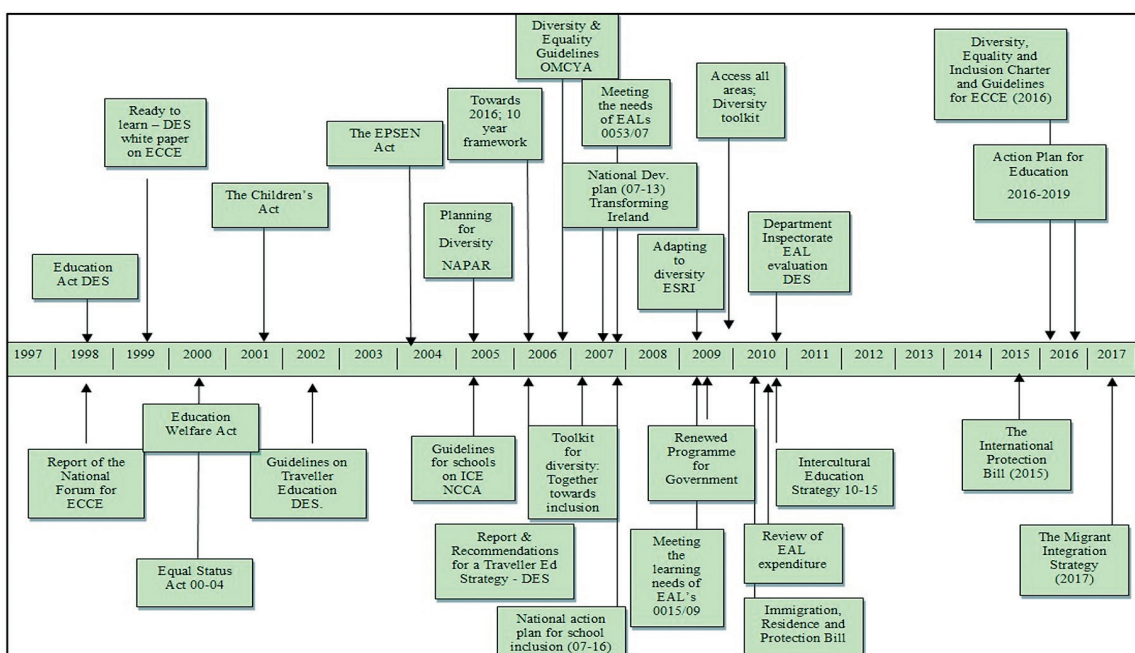 Diversity &
Equality
Guidelines
OMCYA
Diversity,
Equality and
Inclusion Charter
and Guidelines
for ECCE (2016)
Ready to
learn – DES
white paper
on ECCE
The EPSEN
Act
Towards
2016; 10
year
framework
Meeting
the needs
of EALs
0053/07
Access all
areas;
Diversity
toolkit
Action Plan for
Education
2016-2019
The Children’s
Act
Planning
for
Diversity
NAPAR
National Dev.
plan (07-13)
Transforming
Ireland
Adapting
to
diversity
ESRI
Department
Inspectorate
EAL
evaluation
DES
Education
Act DES
1997
1998
1999
2000
2001
2002
2003
2004
2005
2006
2007
2008
2009
2010
2011
2012
2013
2014
2015
2016
2017
Report of the
National
Forum for
ECCE
Education
Welfare Act
Equal Status
Act 00-04
Guidelines on
Traveller
Education
DES.
Guidelines
for schools
on ICE
NCCA
Report &
Recommendations
for a Traveller Ed
Strategy - DES
Toolkit
for
diversity:
Together
towards
inclusion
National action
plan for school
inclusion (07-16)
Renewed
Programme
for
Government
Meeting
the
learning
needs of
EAL’s
0015/09
Intercultural
Education
Strategy 10-15
Review of
EAL
expenditure
Immigration,
Residence and
Protection Bill
The
International
Protection
Bill (2015)
The Migrant
Integration
Strategy
(2017)